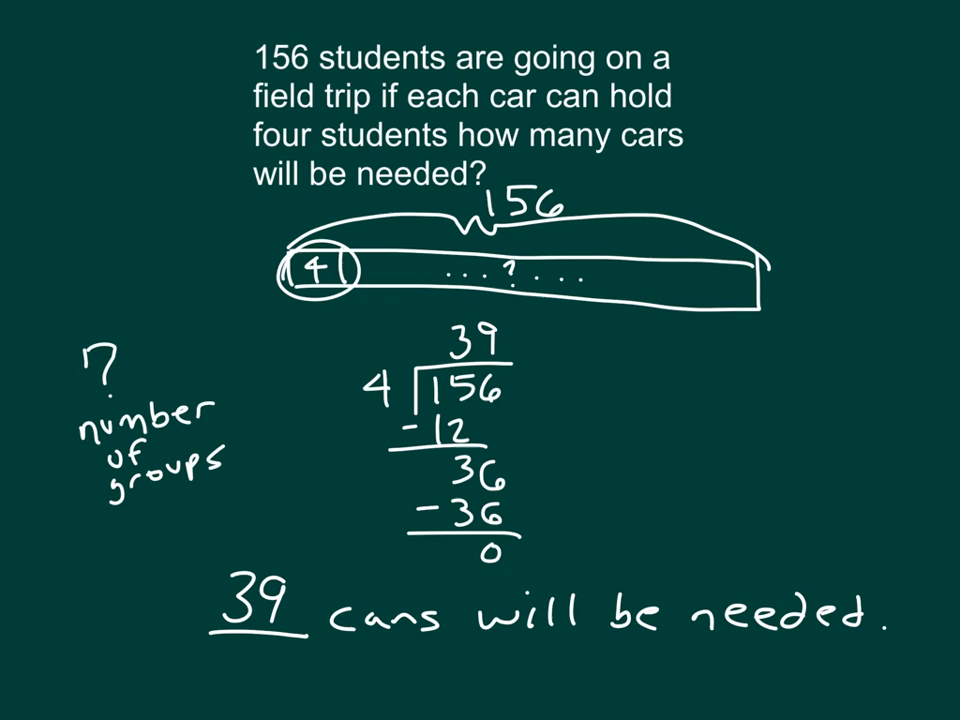 156 students are going on a
field trip if each car can hold
four students how many cars
will be needed?
156
4 ... ? ...
?
number
of
groups
39
4 156
- 12
36
- 36
0
39 cars will be needed.